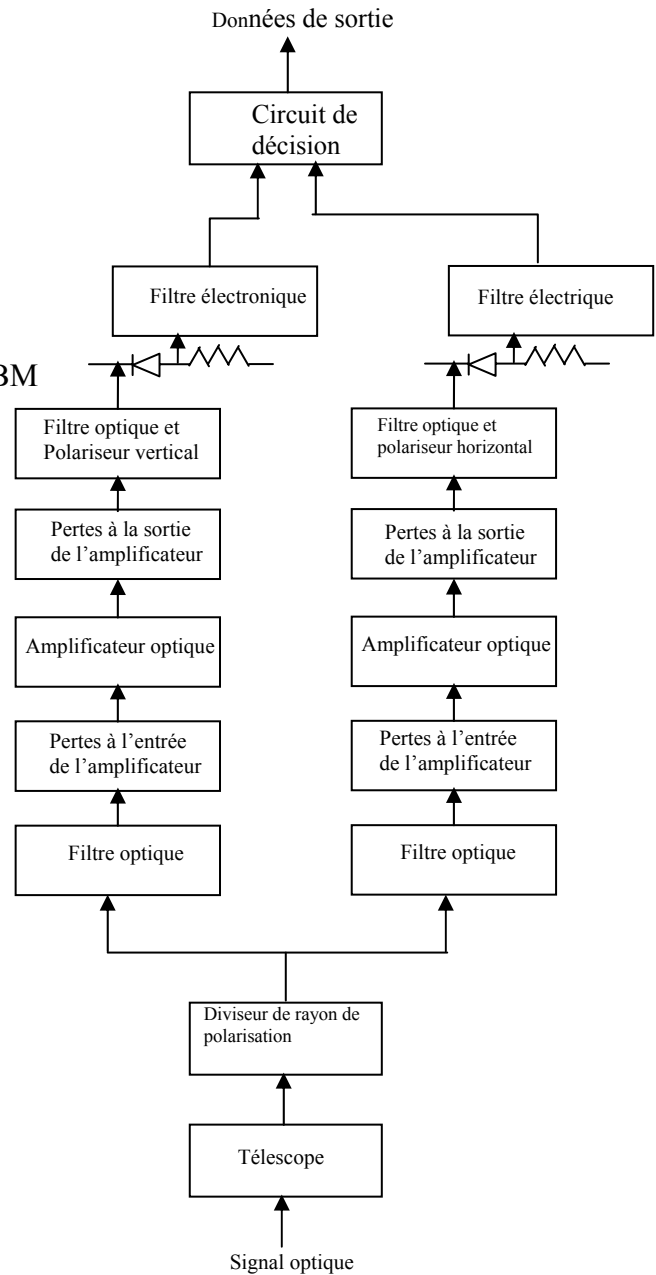 Données de sortie
Circuit de
décision
Filtre électronique
Filtre électrique
BM
Filtre optique et
Polariseur vertical
Filtre optique et
polariseur horizontal
Pertes à la sortie
de l’amplificateur
Pertes à la sortie
de l’amplificateur
Amplificateur optique
Amplificateur optique
Pertes à l’entrée
de l’amplificateur
Pertes à l’entrée
de l’amplificateur
Filtre optique
Filtre optique
Diviseur de rayon de
polarisation
Télescope
Signal optique